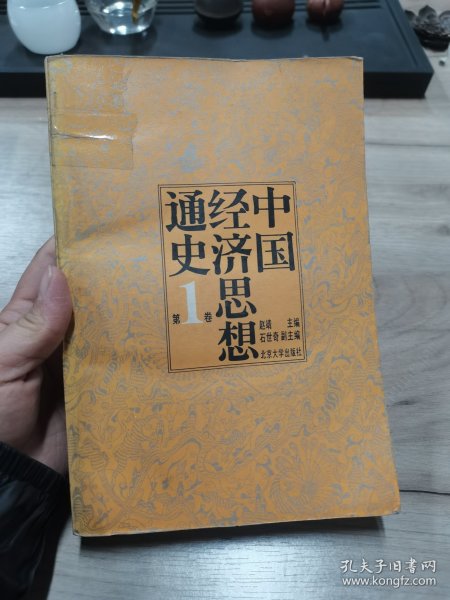 中国
经济思想
通史
第1卷
赵靖 主编
石世奇 副主编
北京大学出版社
孔夫子旧书网
www.kongfz.com